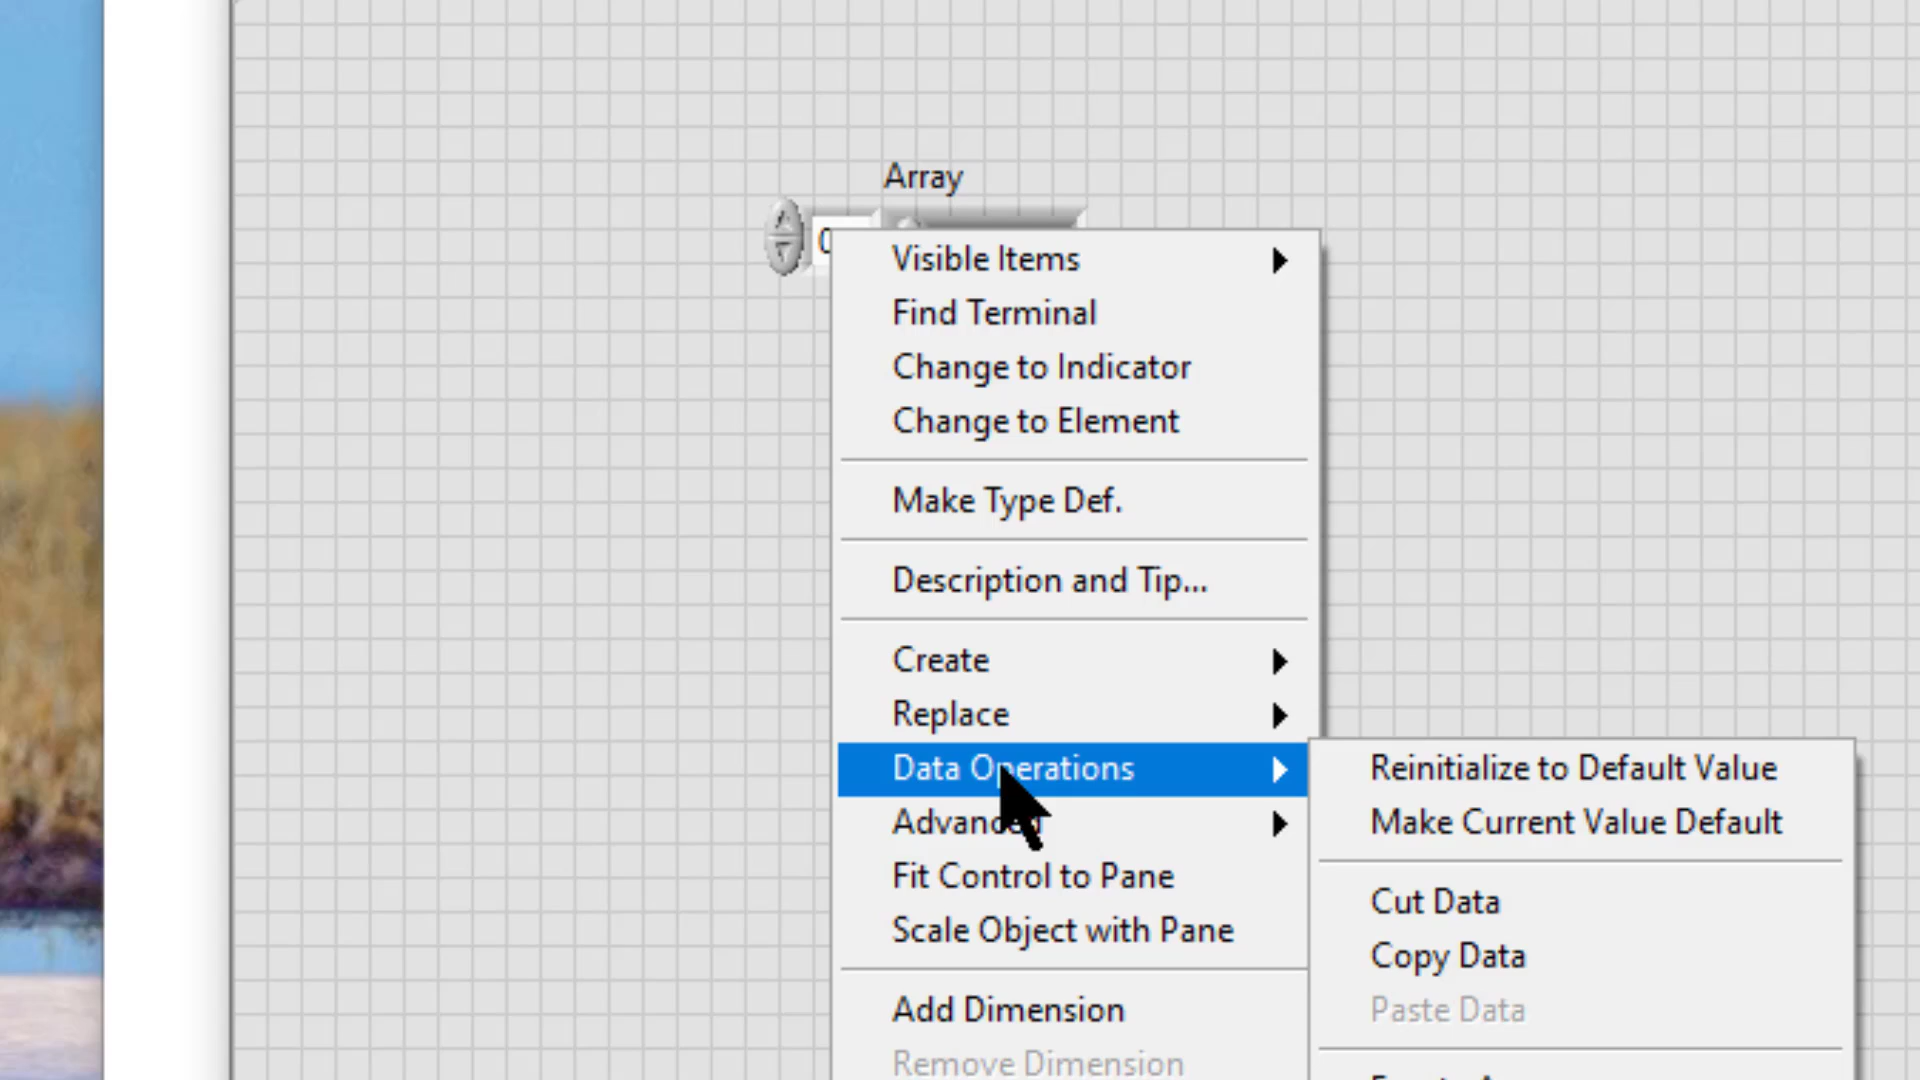 Array
0
Visible Items
Find Terminal
Change to Indicator
Change to Element
Make Type Def.
Description and Tip...
Create
Replace
Data Operations
Advanced
Fit Control to Pane
Scale Object with Pane
Add Dimension
Remove Dimension
Reinitialize to Default Value
Make Current Value Default
Cut Data
Copy Data
Paste Data